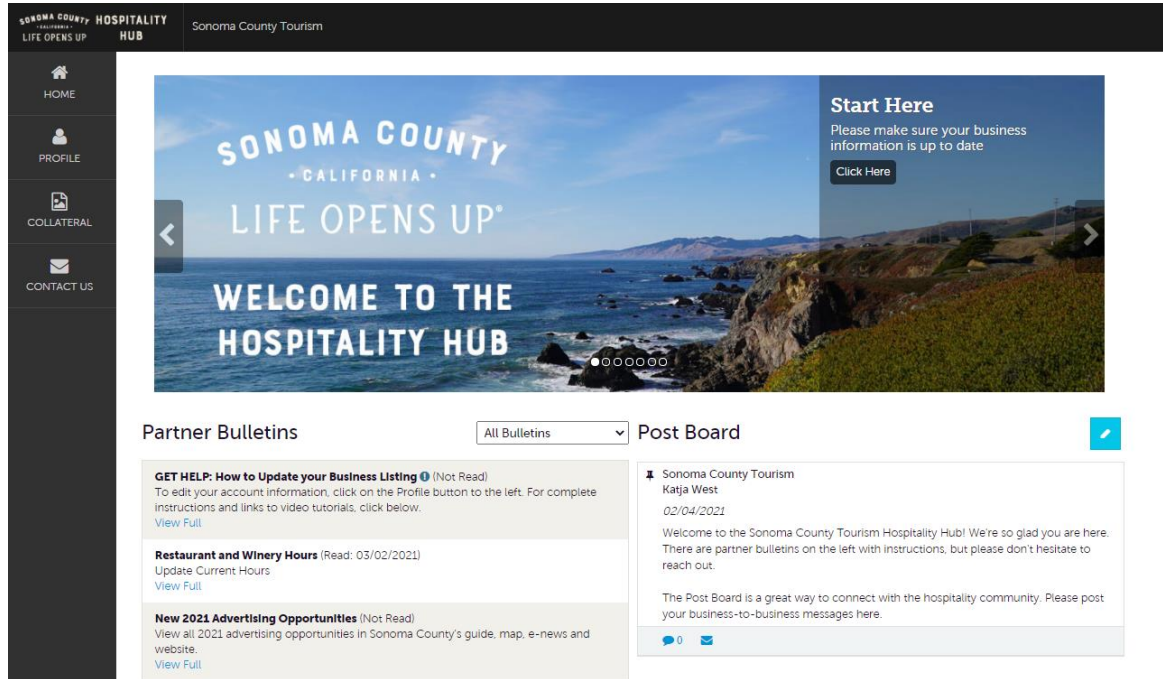 SONOMA COUNTY
•CALIFORNIA•
LIFE OPENS UP
HOSPITALITY
HUB
Sonoma County Tourism
HOME
PROFILE
COLLATERAL
CONTACT US
SONOMA COUNTY
• CALIFORNIA •
LIFE OPENS UP®
WELCOME TO THE
HOSPITALITY HUB
Start Here
Please make sure your business
information is up to date
Click Here
Partner Bulletins
All Bulletins
GET HELP: How to Update your Business Listing (Not Read)
To edit your account information, click on the Profile button to the left. For complete
instructions and links to video tutorials, click below.
View Full
Restaurant and Winery Hours (Read: 03/02/2021)
Update Current Hours
View Full
New 2021 Advertising Opportunities (Not Read)
View all 2021 advertising opportunities in Sonoma County's guide, map, e-news and
website.
View Full
Post Board
Sonoma County Tourism
Katja West
02/04/2021
Welcome to the Sonoma County Tourism Hospitality Hub! We're so glad you are here.
There are partner bulletins on the left with instructions, but please don't hesitate to
reach out.
The Post Board is a great way to connect with the hospitality community. Please post
your business-to-business messages here.
0